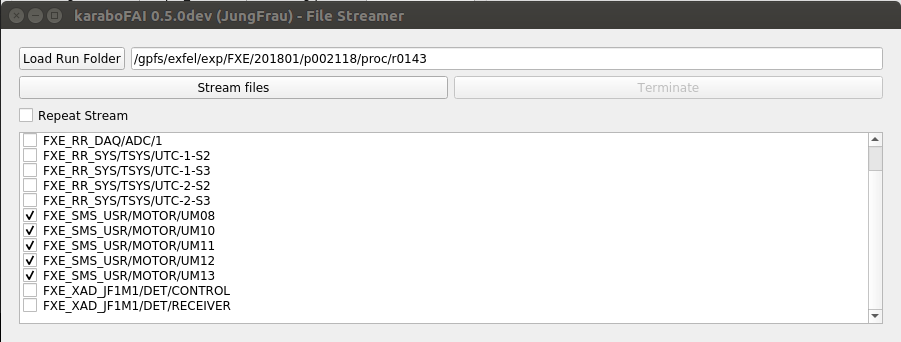 karaboFAI 0.5.0dev (JungFrau) - File Streamer
Load Run Folder /gpfs/exfel/exp/FXE/201801/p002118/proc/r0143
Stream files Terminate
Repeat Stream
FXE_RR_DAQ/ADC/1
FXE_RR_SYS/TSYS/UTC-1-S2
FXE_RR_SYS/TSYS/UTC-1-S3
FXE_RR_SYS/TSYS/UTC-2-S2
FXE_RR_SYS/TSYS/UTC-2-S3
FXE_SMS_USR/MOTOR/UM08
FXE_SMS_USR/MOTOR/UM10
FXE_SMS_USR/MOTOR/UM11
FXE_SMS_USR/MOTOR/UM12
FXE_SMS_USR/MOTOR/UM13
FXE_XAD_JF1M1/DET/CONTROL
FXE_XAD_JF1M1/DET/RECEIVER